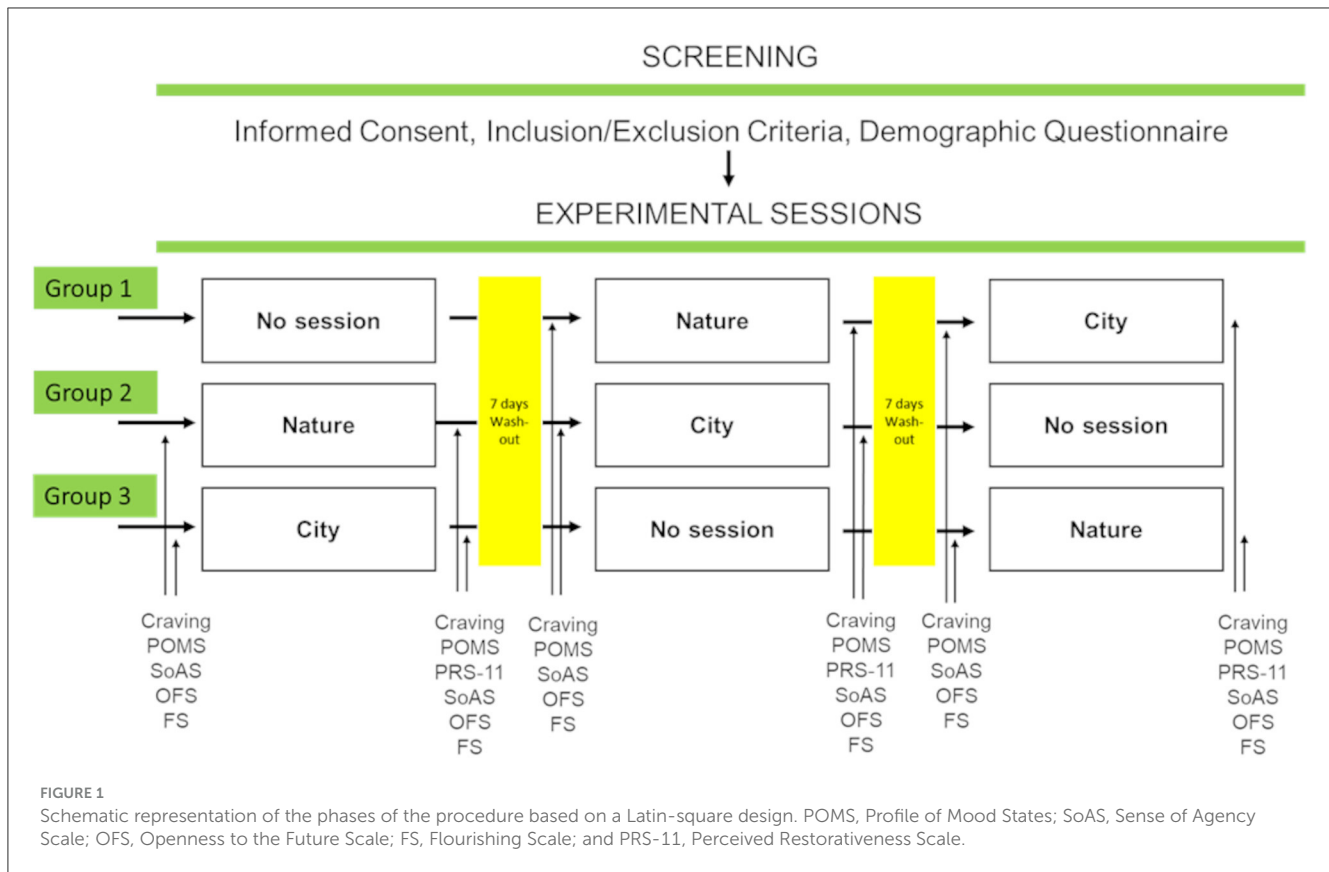 SCREENING
Informed Consent, Inclusion/Exclusion Criteria, Demographic Questionnaire
EXPERIMENTAL SESSIONS
Group 1
No session
Nature
City
Group 2
Nature
7 days
Wash-
out
City
7 days
Wash-
out
No session
Group 3
City
No session
Nature
Craving
POMS
SoAS
OFS
FS
Craving
POMS
PRS-11
SoAS
OFS
FS
Craving
POMS
SoAS
OFS
FS
Craving
POMS
PRS-11
SoAS
OFS
FS
Craving
POMS
SoAS
OFS
FS
Craving
POMS
PRS-11
SoAS
OFS
FS
FIGURE 1
Schematic representation of the phases of the procedure based on a Latin-square design. POMS, Profile of Mood States; SoAS, Sense of Agency
Scale; OFS, Openness to the Future Scale; FS, Flourishing Scale; and PRS-11, Perceived Restorativeness Scale.